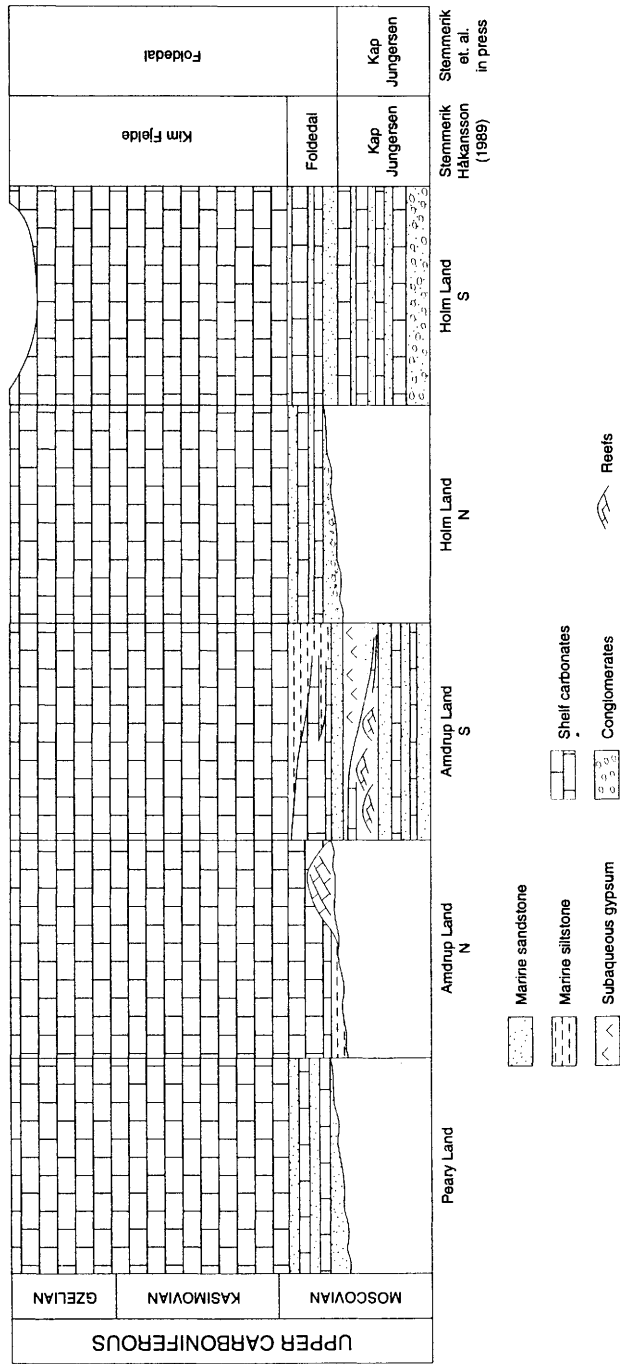 UPPER CARBONIFEROUS
GZELIAN
KASIMOVIAN
MOSCOVIAN
Peary Land
Amdrup Land
N
Amdrup Land
S
Holm Land
N
Holm Land
S
Kim Fjelde
Foldedal
Kap
Jungersen
Stemmerik
Håkansson
(1989)
Foldedal
Kap
Jungersen
Stemmerik
et. al.
in press
Marine sandstone
Marine siltstone
Subaqueous gypsum
Shelf carbonates
Conglomerates
Reefs